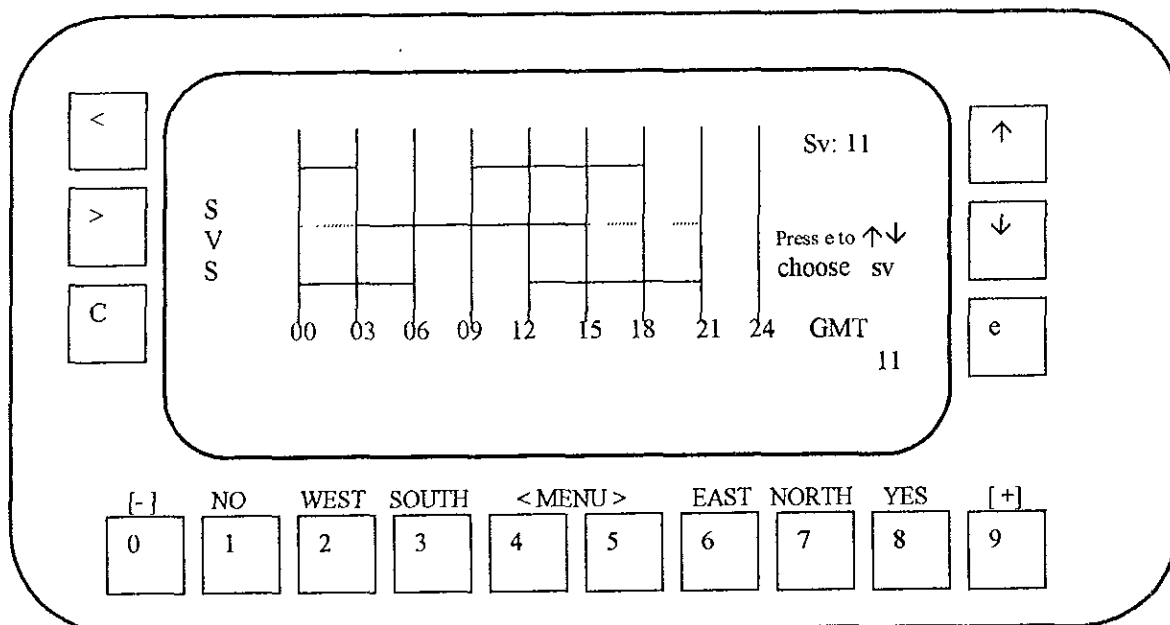 <
>
C
S
V
S
Sv: 11
Press e to ↑↓
choose sv
00 03 06 09 12 15 18 21 24 GMT
11
↑
↓
e
[-] NO WEST SOUTH < MENU > EAST NORTH YES [+]
0 1 2 3 4 5 6 7 8 9